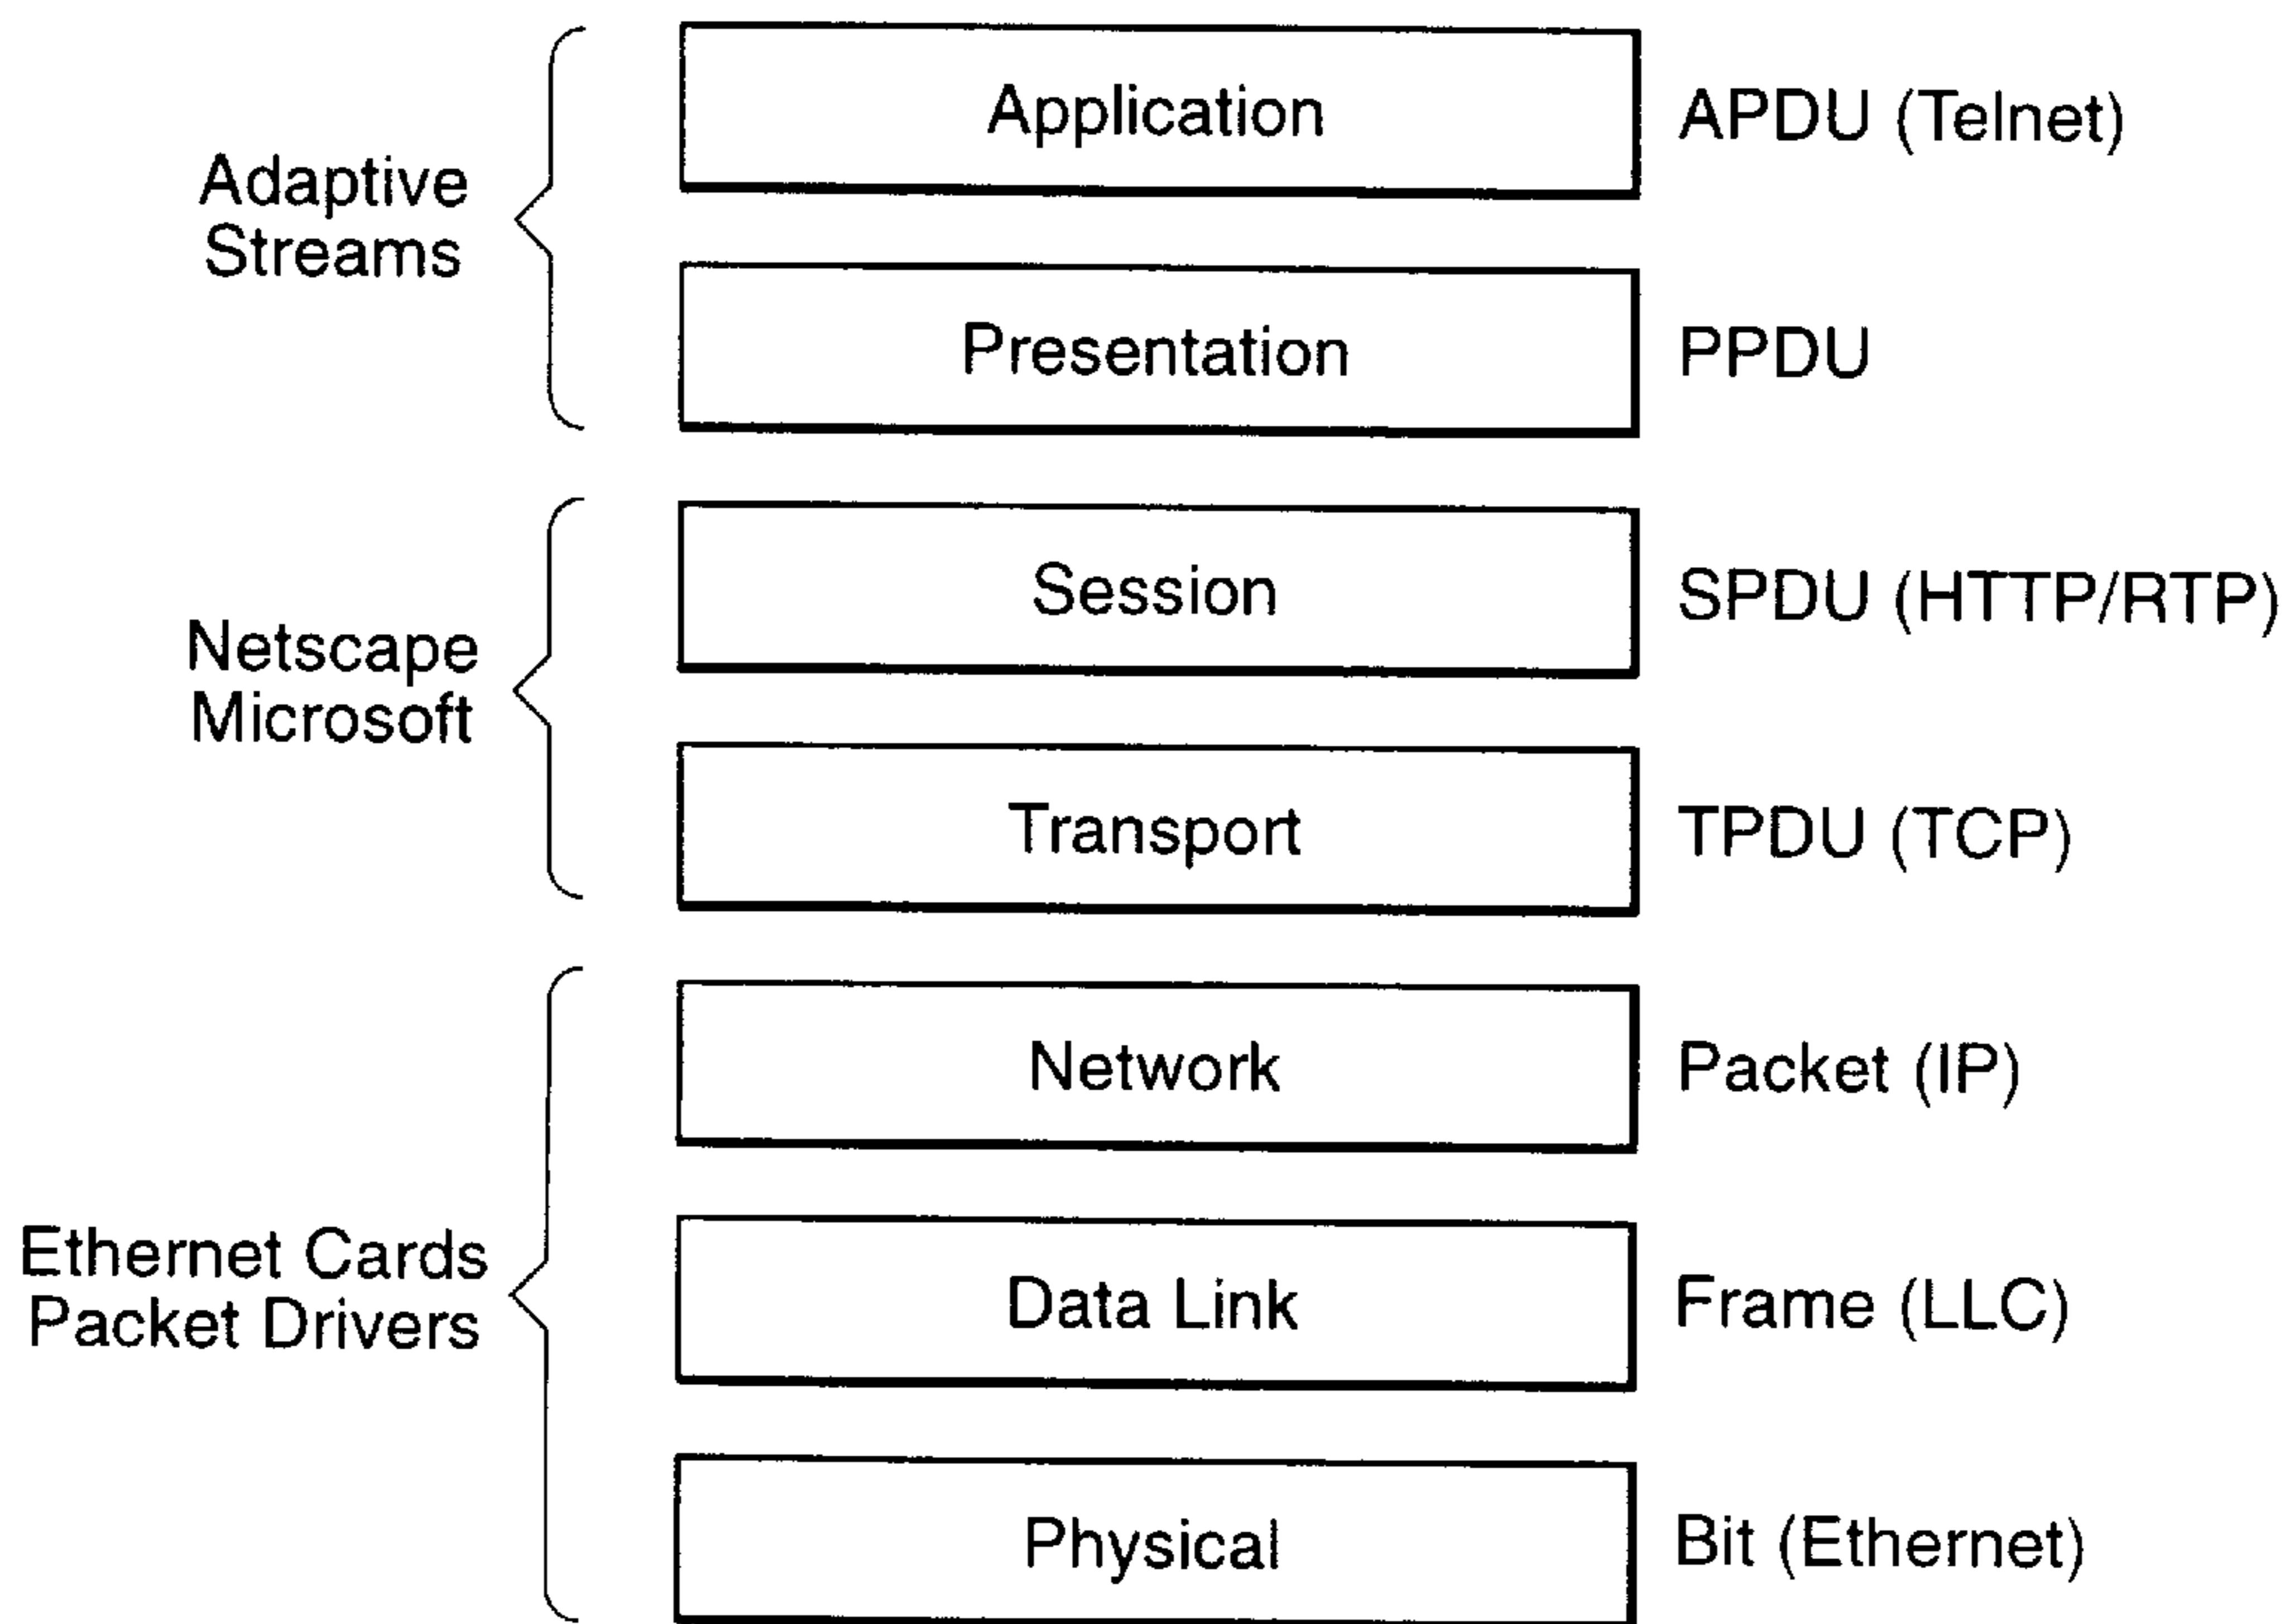 Application
APDU (Telnet)
Adaptive
Streams
Presentation
PPDU
Session
SPDU (HTTP/RTP)
Netscape
Microsoft
Transport
TPDU (TCP)
Network
Packet (IP)
Ethernet Cards
Packet Drivers
Data Link
Frame (LLC)
Physical
Bit (Ethernet)